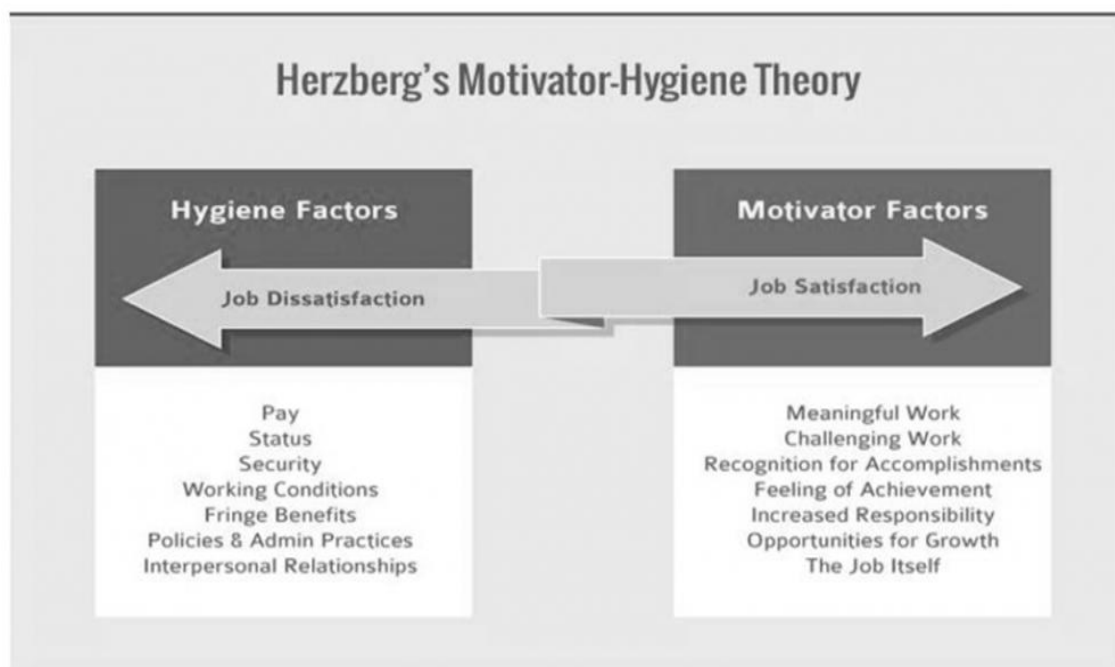 Herzberg's Motivator-Hygiene Theory
Hygiene Factors
Job Dissatisfaction
Pay
Status
Security
Working Conditions
Fringe Benefits
Policies & Admin Practices
Interpersonal Relationships
Motivator Factors
Job Satisfaction
Meaningful Work
Challenging Work
Recognition for Accomplishments
Feeling of Achievement
Increased Responsibility
Opportunities for Growth
The Job Itself